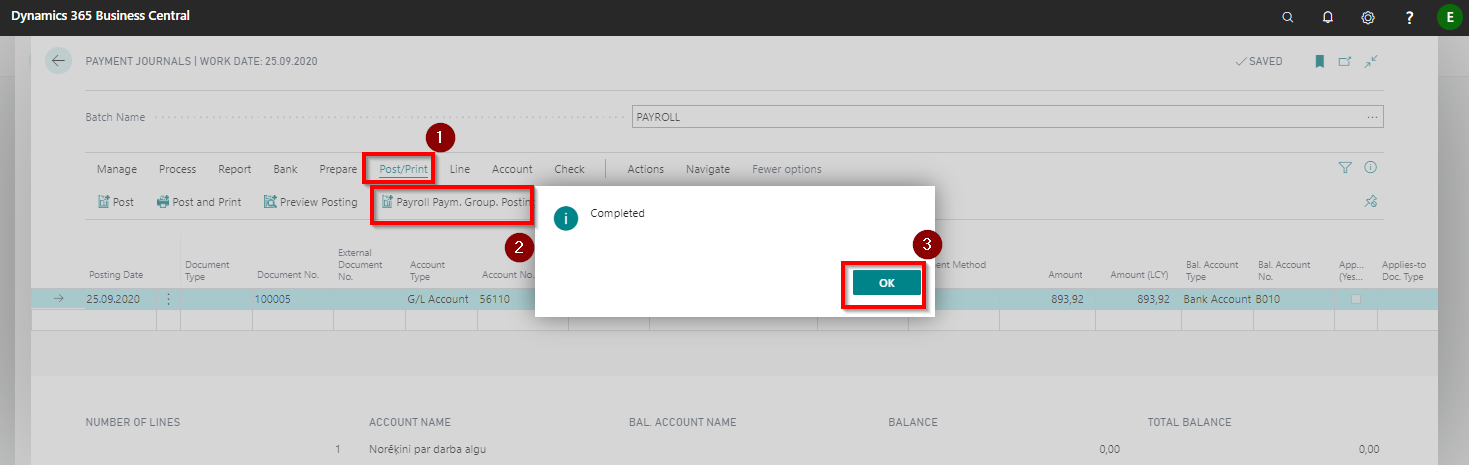 Dynamics 365 Business Central
?
E
PAYMENT JOURNALS | WORK DATE: 25.09.2020
SAVED
Batch Name
PAYROLL
...
1
Manage Process Report Bank Prepare Post/Print Line Account Check Actions Navigate Fewer options
Post Post and Print Preview Posting Payroll Paym. Group. Posting
Completed
2
3
OK
Posting Date Document Type Document No. External Document No. Account Type Account No. Method Amount Amount (LCY) Bal. Account Type Bal. Account No. App... (Yes... Applies-to Doc. Type
25.09.2020 100005 G/L Account 56110 893,92 893,92 Bank Account B010
NUMBER OF LINES ACCOUNT NAME BAL. ACCOUNT NAME BALANCE TOTAL BALANCE
1 Norēķini par darba algu 0,00 0,00